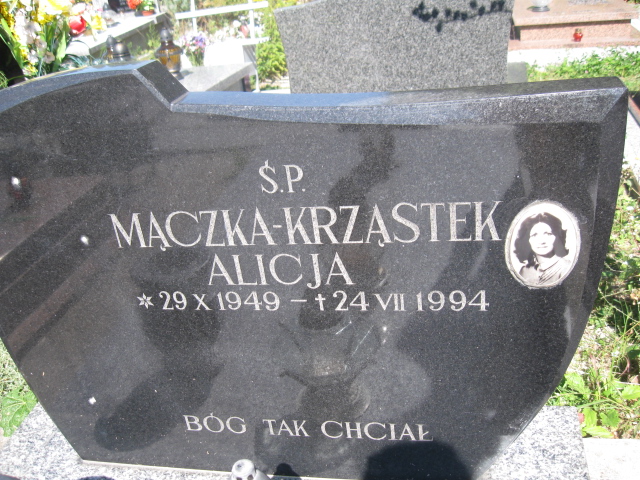 Ś.P.
MĄCZKA-KRZĄSTEK
ALICJA
* 29 X 1949 – † 24 VII 1994
BÓG TAK CHCIAŁ